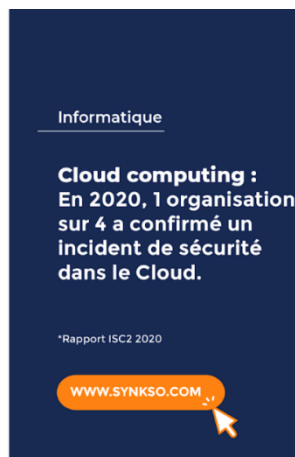 Informatique
Cloud computing :
En 2020, 1 organisation
sur 4 a confirmé un
incident de sécurité
dans le Cloud.
*Rapport ISC2 2020
WWW.SYNKSO.COM